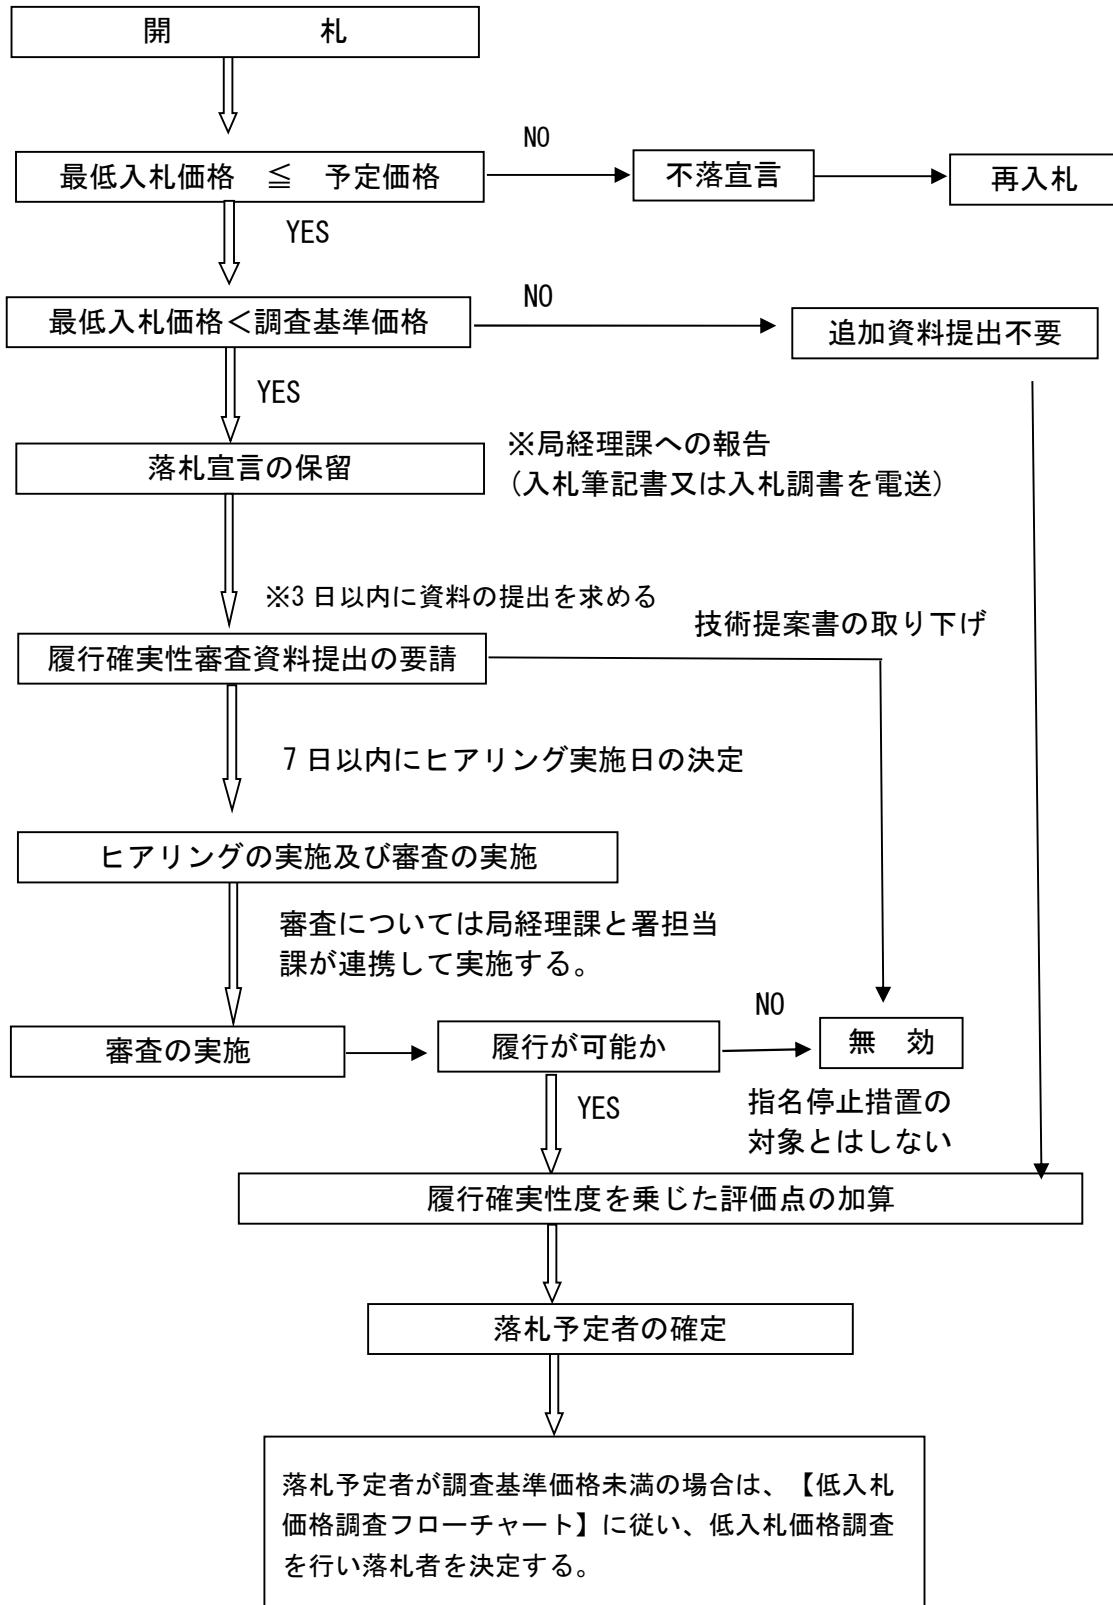 開　　　　　札
NO
最低入札価格　≦　予定価格
不落宣言
再入札
YES
NO
最低入札価格＜調査基準価格
追加資料提出不要
YES
※局経理課への報告
(入札筆記書又は入札調書を電送)
落札宣言の保留
※3日以内に資料の提出を求める
技術提案書の取り下げ
履行確実性審査資料提出の要請
7日以内にヒアリング実施日の決定
ヒアリングの実施及び審査の実施
審査については局経理課と署担当
課が連携して実施する。
NO
審査の実施
履行が可能か
無　効
YES
指名停止措置の
対象とはしない
履行確実性度を乗じた評価点の加算
落札予定者の確定
落札予定者が調査基準価格未満の場合は、【低入札
価格調査フローチャート】に従い、低入札価格調査
を行い落札者を決定する。